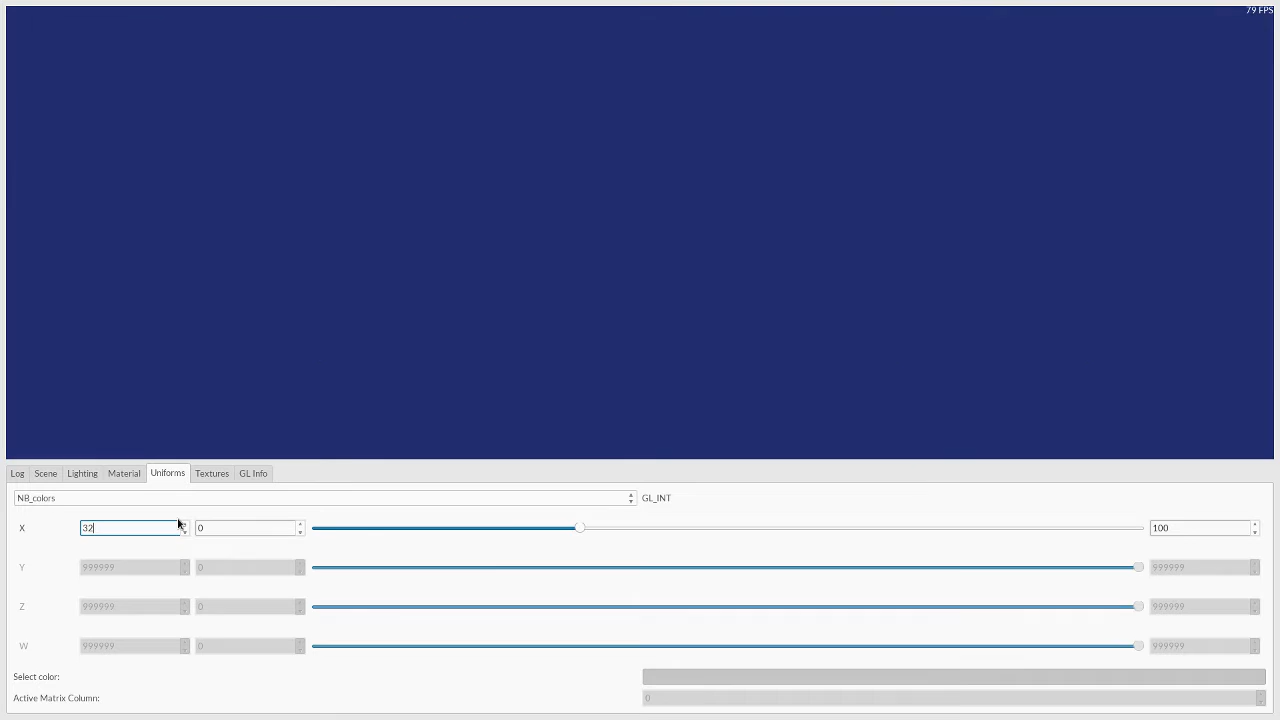 79 FPS
Log Scene Lighting Material Uniforms Textures GL Info
NB_colors GL_INT
X 32 0 100
Y 999999 0 999999
Z 999999 0 999999
W 999999 0 999999
Select color:
Active Matrix Column: 0